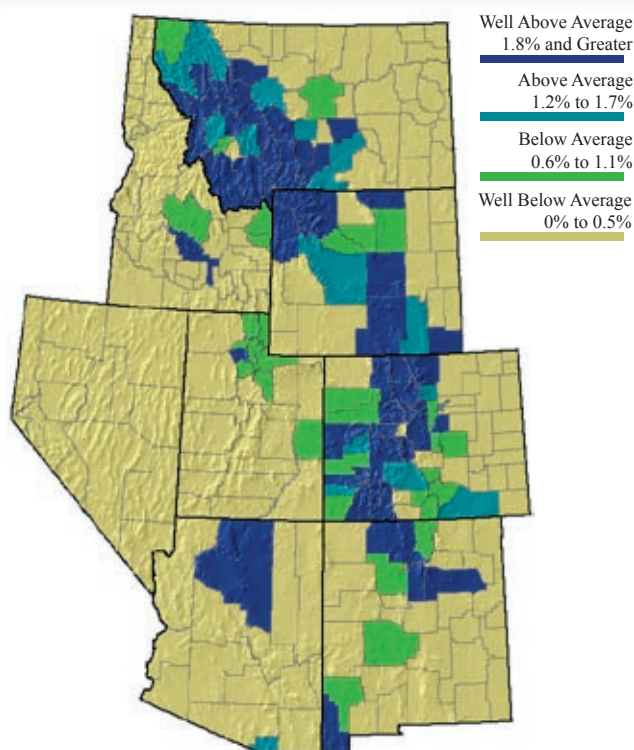 Well Above Average
1.8% and Greater
Above Average
1.2% to 1.7%
Below Average
0.6% to 1.1%
Well Below Average
0% to 0.5%